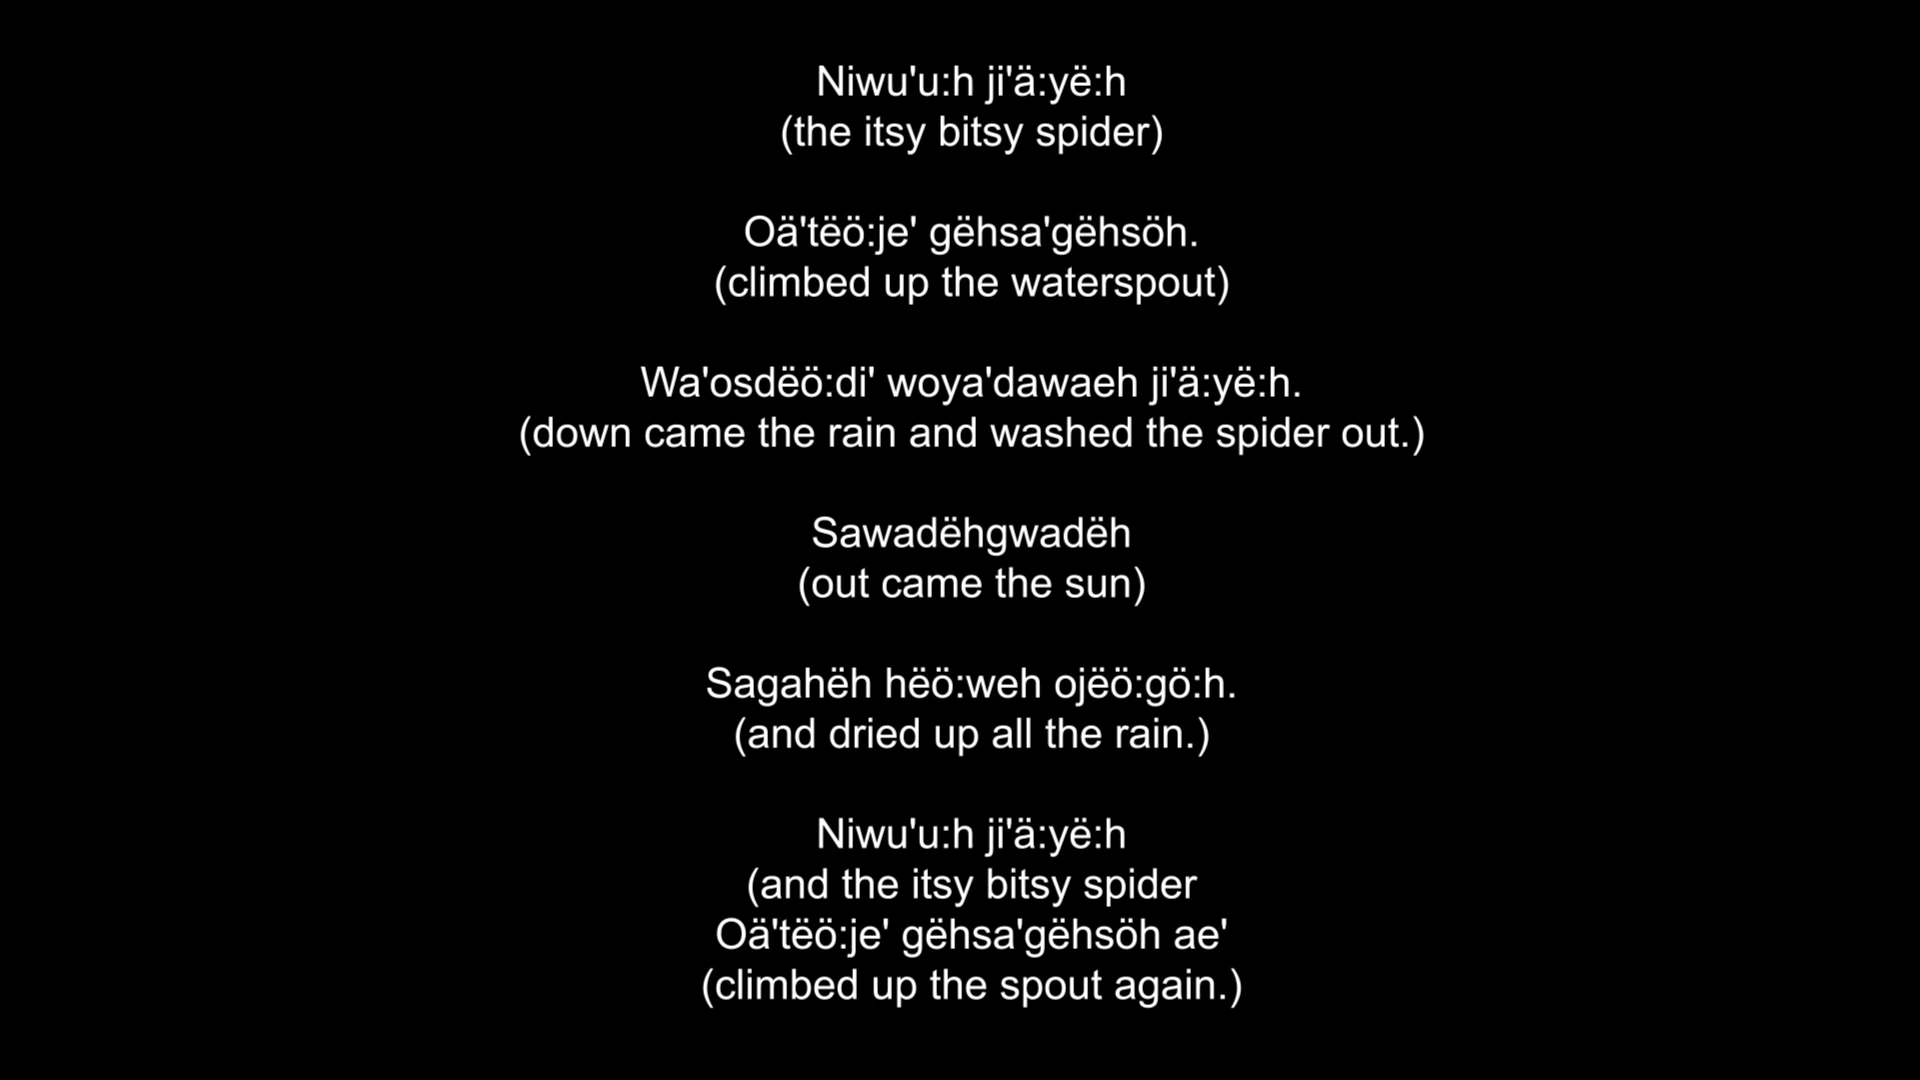 Niwu'u:h ji'ä:yë:h
(the itsy bitsy spider)
Oä'tëö:je' gëhsa'gëhsöh.
(climbed up the waterspout)
Wa'osdëö:di' woya'dawaeh ji'ä:yë:h.
(down came the rain and washed the spider out.)
Sawadëhgwadëh
(out came the sun)
Sagahëh hëö:weh ojëö:gö:h.
(and dried up all the rain.)
Niwu'u:h ji'ä:yë:h
(and the itsy bitsy spider
Oä'tëö:je' gëhsa'gëhsöh ae'
(climbed up the spout again.)